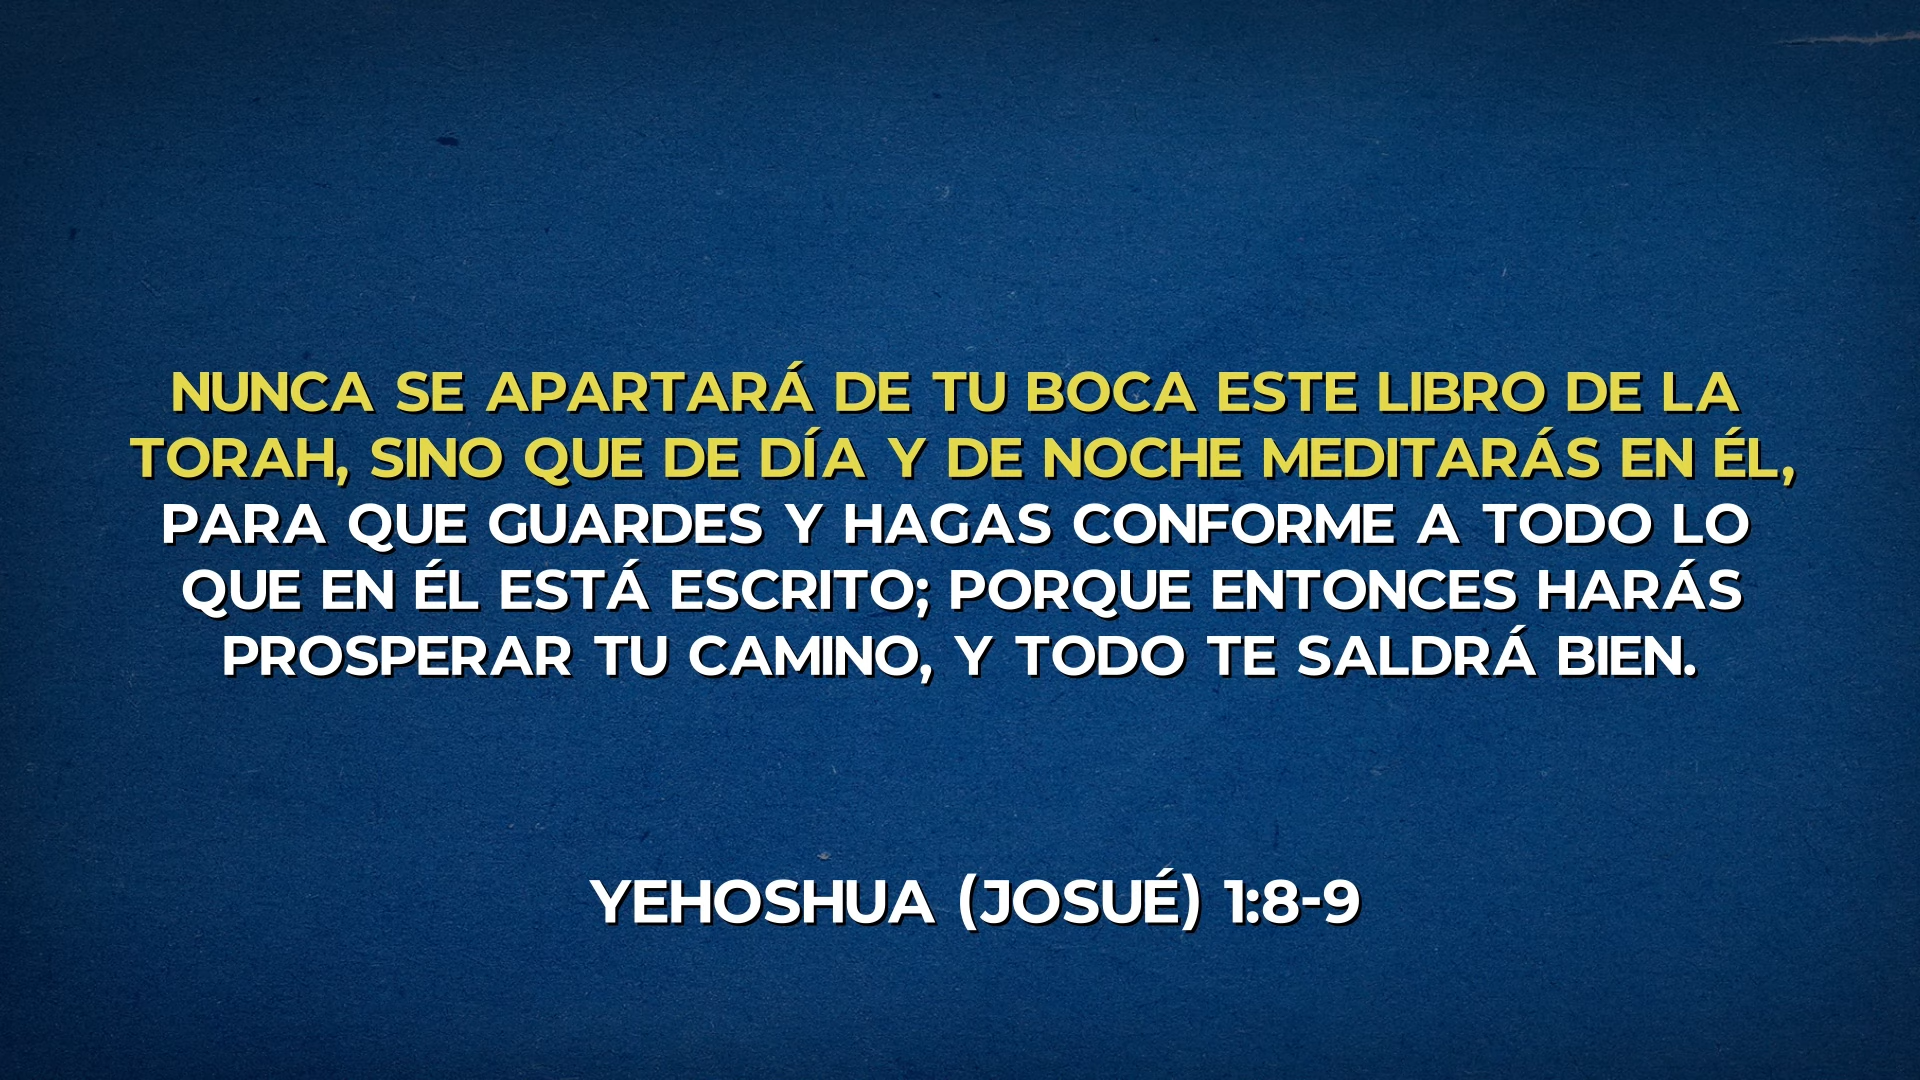 NUNCA SE APARTARÁ DE TU BOCA ESTE LIBRO DE LA
TORAH, SINO QUE DE DÍA Y DE NOCHE MEDITARÁS EN ÉL,
PARA QUE GUARDES Y HAGAS CONFORME A TODO LO
QUE EN ÉL ESTÁ ESCRITO; PORQUE ENTONCES HARÁS
PROSPERAR TU CAMINO, Y TODO TE SALDRÁ BIEN.
YEHOSHUA (JOSUÉ) 1:8-9